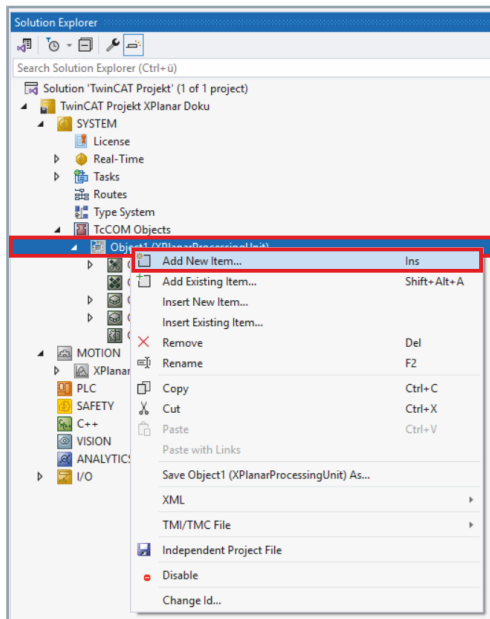 Solution Explorer
Search Solution Explorer (Ctrl+ü)
Solution 'TwinCAT Projekt' (1 of 1 project)
TwinCAT Projekt XPlanar Doku
SYSTEM
License
Real-Time
Tasks
Routes
Type System
TcCOM Objects
Object1 (XPlanarProcessingUnit)
Add New Item... Ins
Add Existing Item... Shift+Alt+A
Insert New Item...
Insert Existing Item...
Remove Del
Rename F2
Copy Ctrl+C
Cut Ctrl+X
Paste Ctrl+V
Paste with Links
Save Object1 (XPlanarProcessingUnit) As...
XML
TMI/TMC File
Independent Project File
Disable
Change Id...
MOTION
XPlanar
PLC
SAFETY
C++
VISION
ANALYTICS
I/O